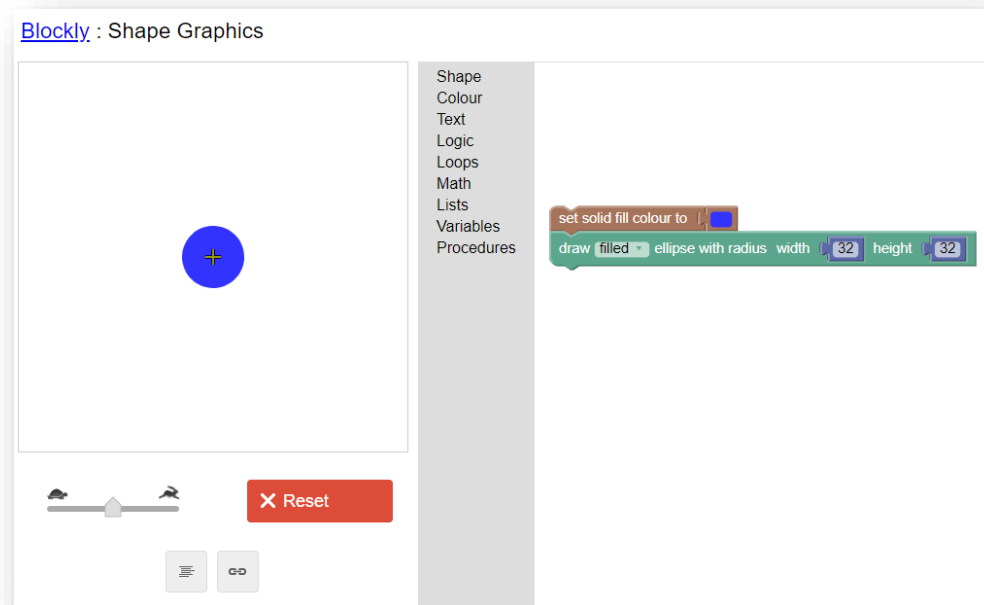 Blockly : Shape Graphics
Shape
Colour
Text
Logic
Loops
Math
Lists
Variables
Procedures
set solid fill colour to
draw filled ellipse with radius width 32 height 32
Reset